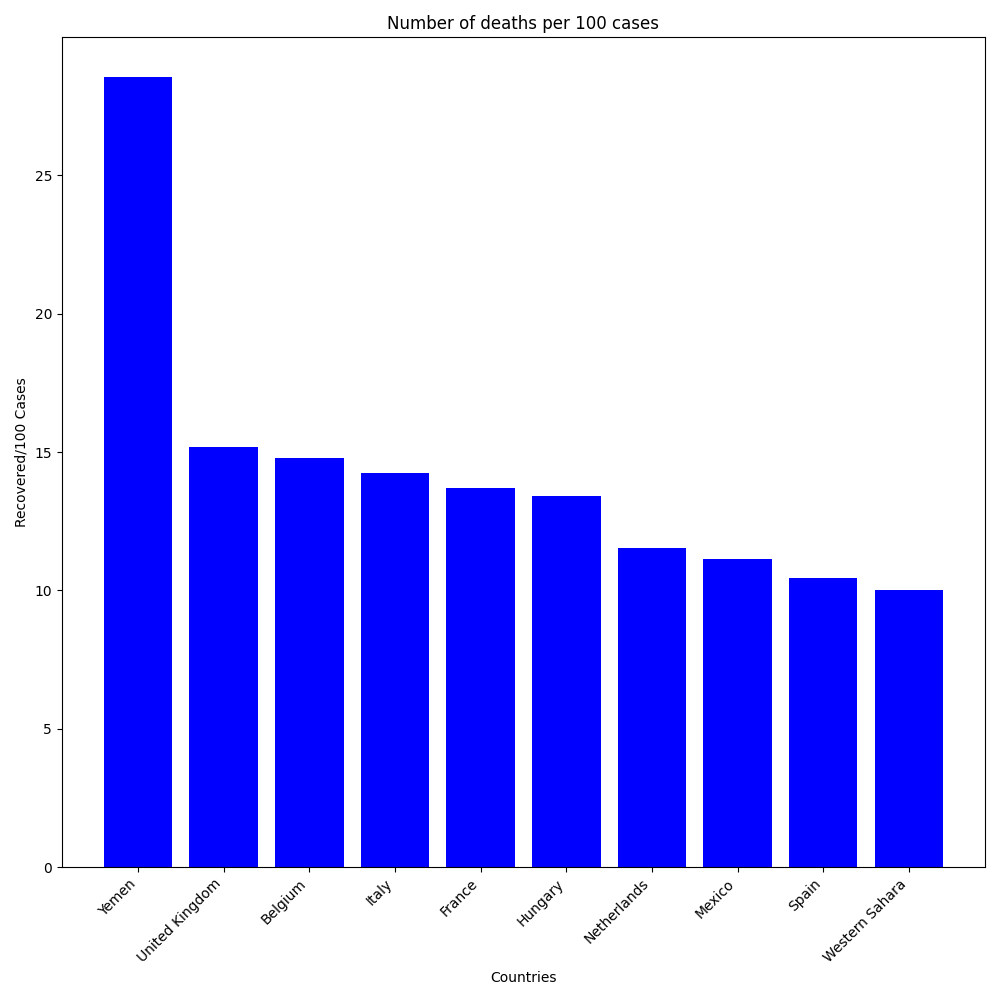 Number of deaths per 100 cases
25
20
15
10
5
0
Recovered/100 Cases
Yemen
United Kingdom
Belgium
Italy
France
Hungary
Netherlands
Mexico
Spain
Western Sahara
Countries